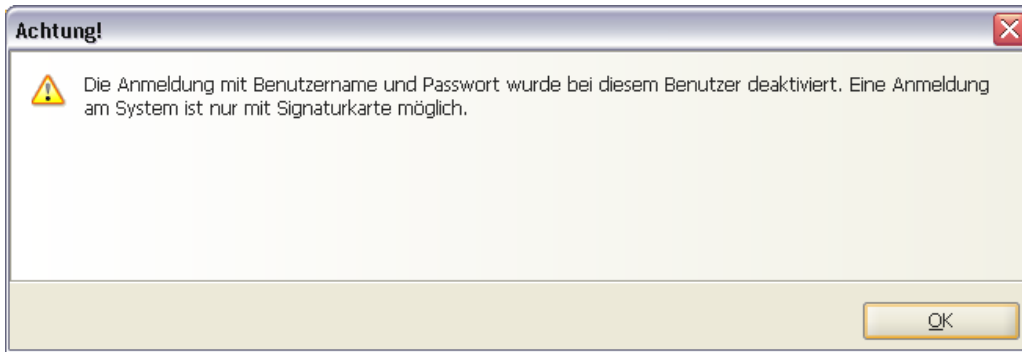 Achtung!
Die Anmeldung mit Benutzername und Passwort wurde bei diesem Benutzer deaktiviert. Eine Anmeldung
am System ist nur mit Signaturkarte möglich.
OK